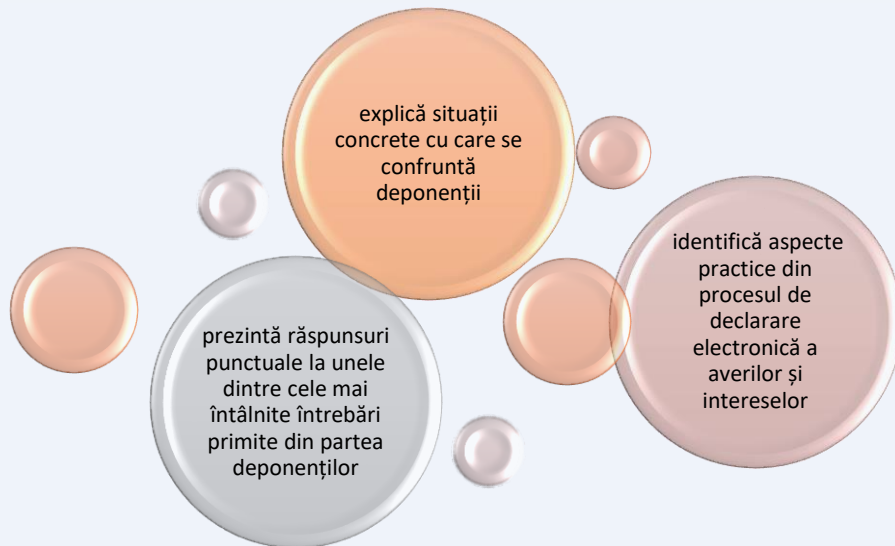 explică situații
concrete cu care se
confruntă
deponenții
prezintă răspunsuri
punctuale la unele
dintre cele mai
întâlnite întrebări
primite din partea
deponenților
identifică aspecte
practice din
procesul de
declarare
electronică a
averilor și
intereselor